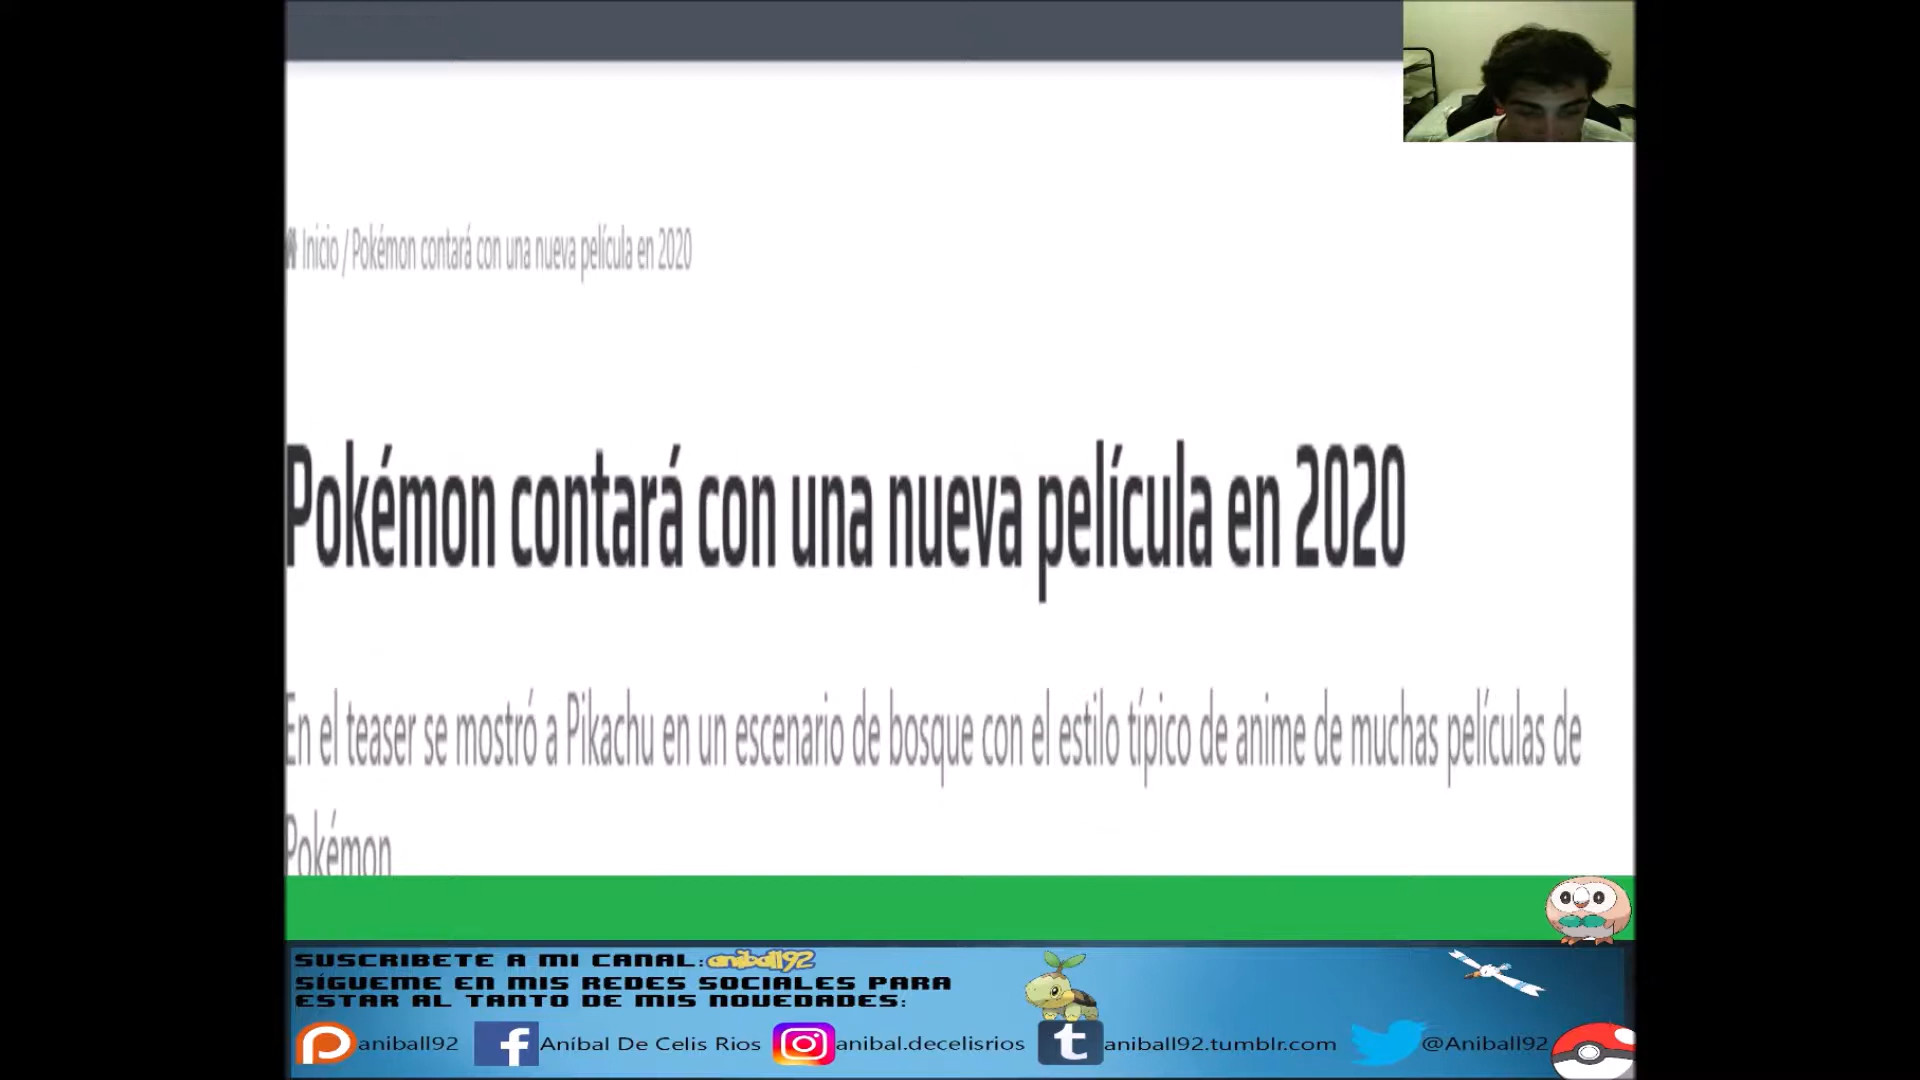 Inicio / Pokémon contará con una nueva película en 2020
Pokémon contará con una nueva película en 2020
En el teaser se mostró a Pikachu en un escenario de bosque con el estilo típico de anime de muchas películas de
Pokémon
SUSCRIBETE A MI CANAL: aniball92
SÍGUEME EN MIS REDES SOCIALES PARA
ESTAR AL TANTO DE MIS NOVEDADES:
aniball92 Aníbal De Celis Rios anibal.decelisrios aniball92.tumblr.com @Aniball92